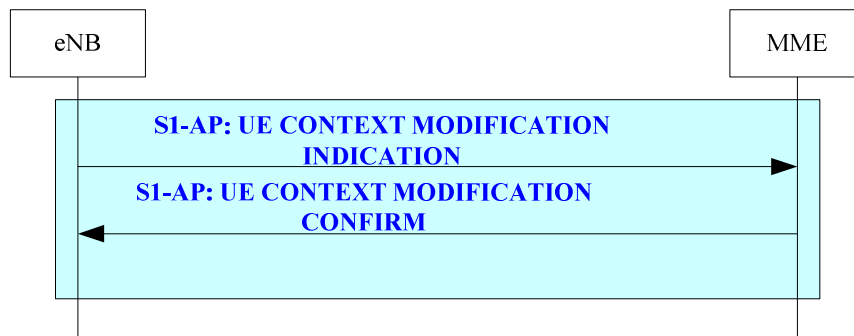 eNB
MME
S1-AP: UE CONTEXT MODIFICATION
INDICATION
S1-AP: UE CONTEXT MODIFICATION
CONFIRM